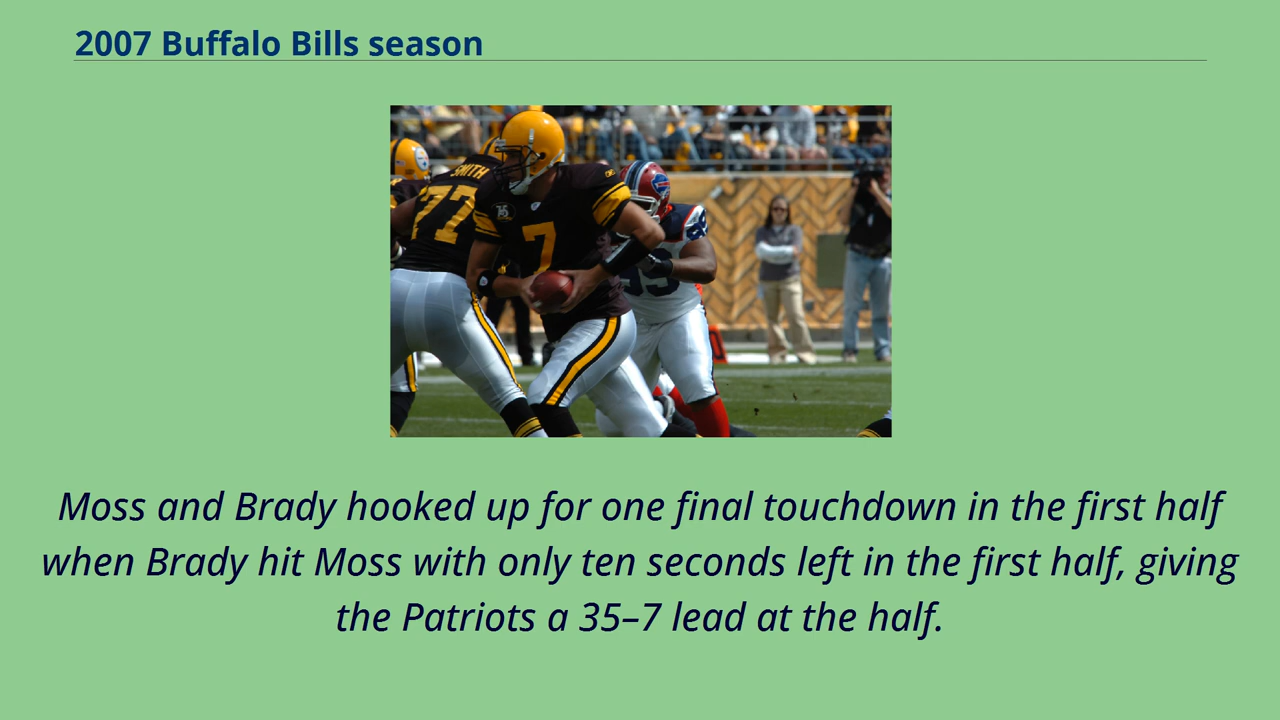 2007 Buffalo Bills season
SMITH
77
7
Moss and Brady hooked up for one final touchdown in the first half
when Brady hit Moss with only ten seconds left in the first half, giving
the Patriots a 35–7 lead at the half.